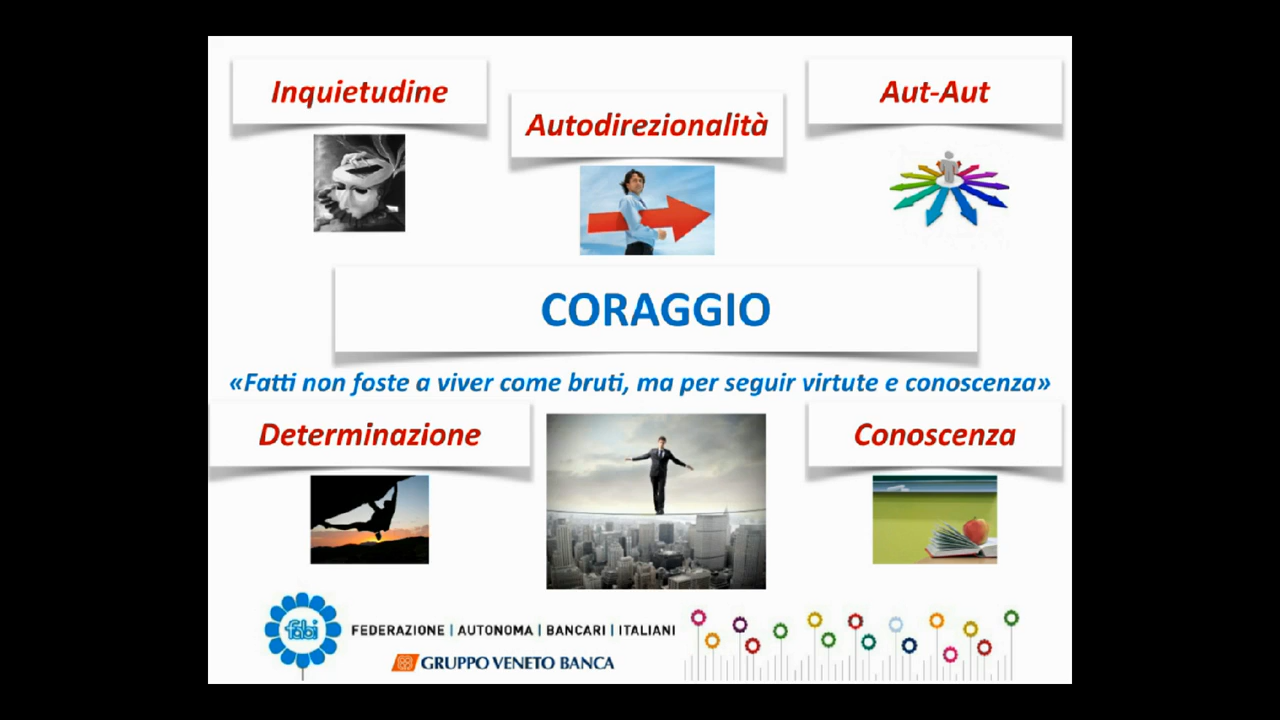 Inquietudine
Autodirezionalità
Aut-Aut
CORAGGIO
«Fatti non foste a viver come bruti, ma per seguir virtute e conoscenza»
Determinazione
Conoscenza
fabi
FEDERAZIONE | AUTONOMA | BANCARI | ITALIANI
GRUPPO VENETO BANCA